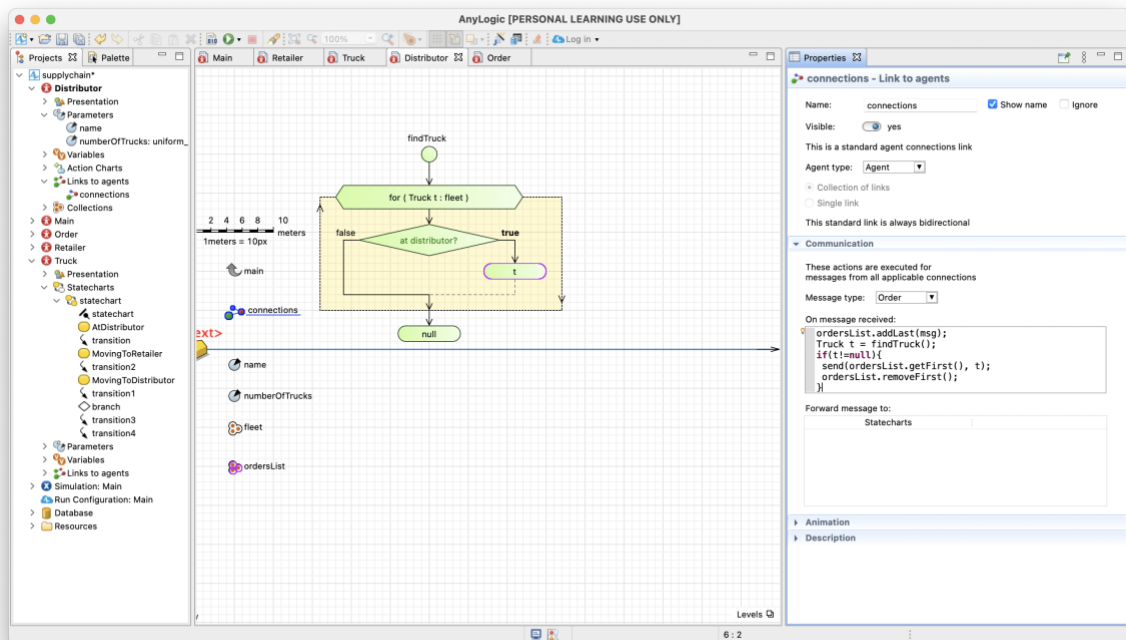 AnyLogic [PERSONAL LEARNING USE ONLY]
100%
Log in
Projects
Palette
supplychain*
Distributor
Presentation
Parameters
name
numberOfTrucks: uniform_
Variables
Action Charts
Links to agents
connections
Collections
Main
Order
Retailer
Truck
Presentation
Statecharts
statechart
statechart
AtDistributor
transition
MovingToRetailer
transition2
MovingToDistributor
transition1
branch
transition3
transition4
Parameters
Variables
Links to agents
Simulation: Main
Run Configuration: Main
Database
Resources
Main
Retailer
Truck
Distributor
Order
findTruck
for ( Truck t : fleet )
false
at distributor?
true
t
null
2 4 6 8 10
meters
1meters = 10px
main
connections
ext>
name
numberOfTrucks
fleet
ordersList
Levels
Properties
connections - Link to agents
Name: connections Show name Ignore
Visible: yes
This is a standard agent connections link
Agent type: Agent
Collection of links
Single link
This standard link is always bidirectional
Communication
These actions are executed for
messages from all applicable connections
Message type: Order
On message received:
ordersList.addLast(msg);
Truck t = findTruck();
if(t!=null){
send(ordersList.getFirst(), t);
ordersList.removeFirst();
}
Forward message to:
Statecharts
Animation
Description
6 : 2